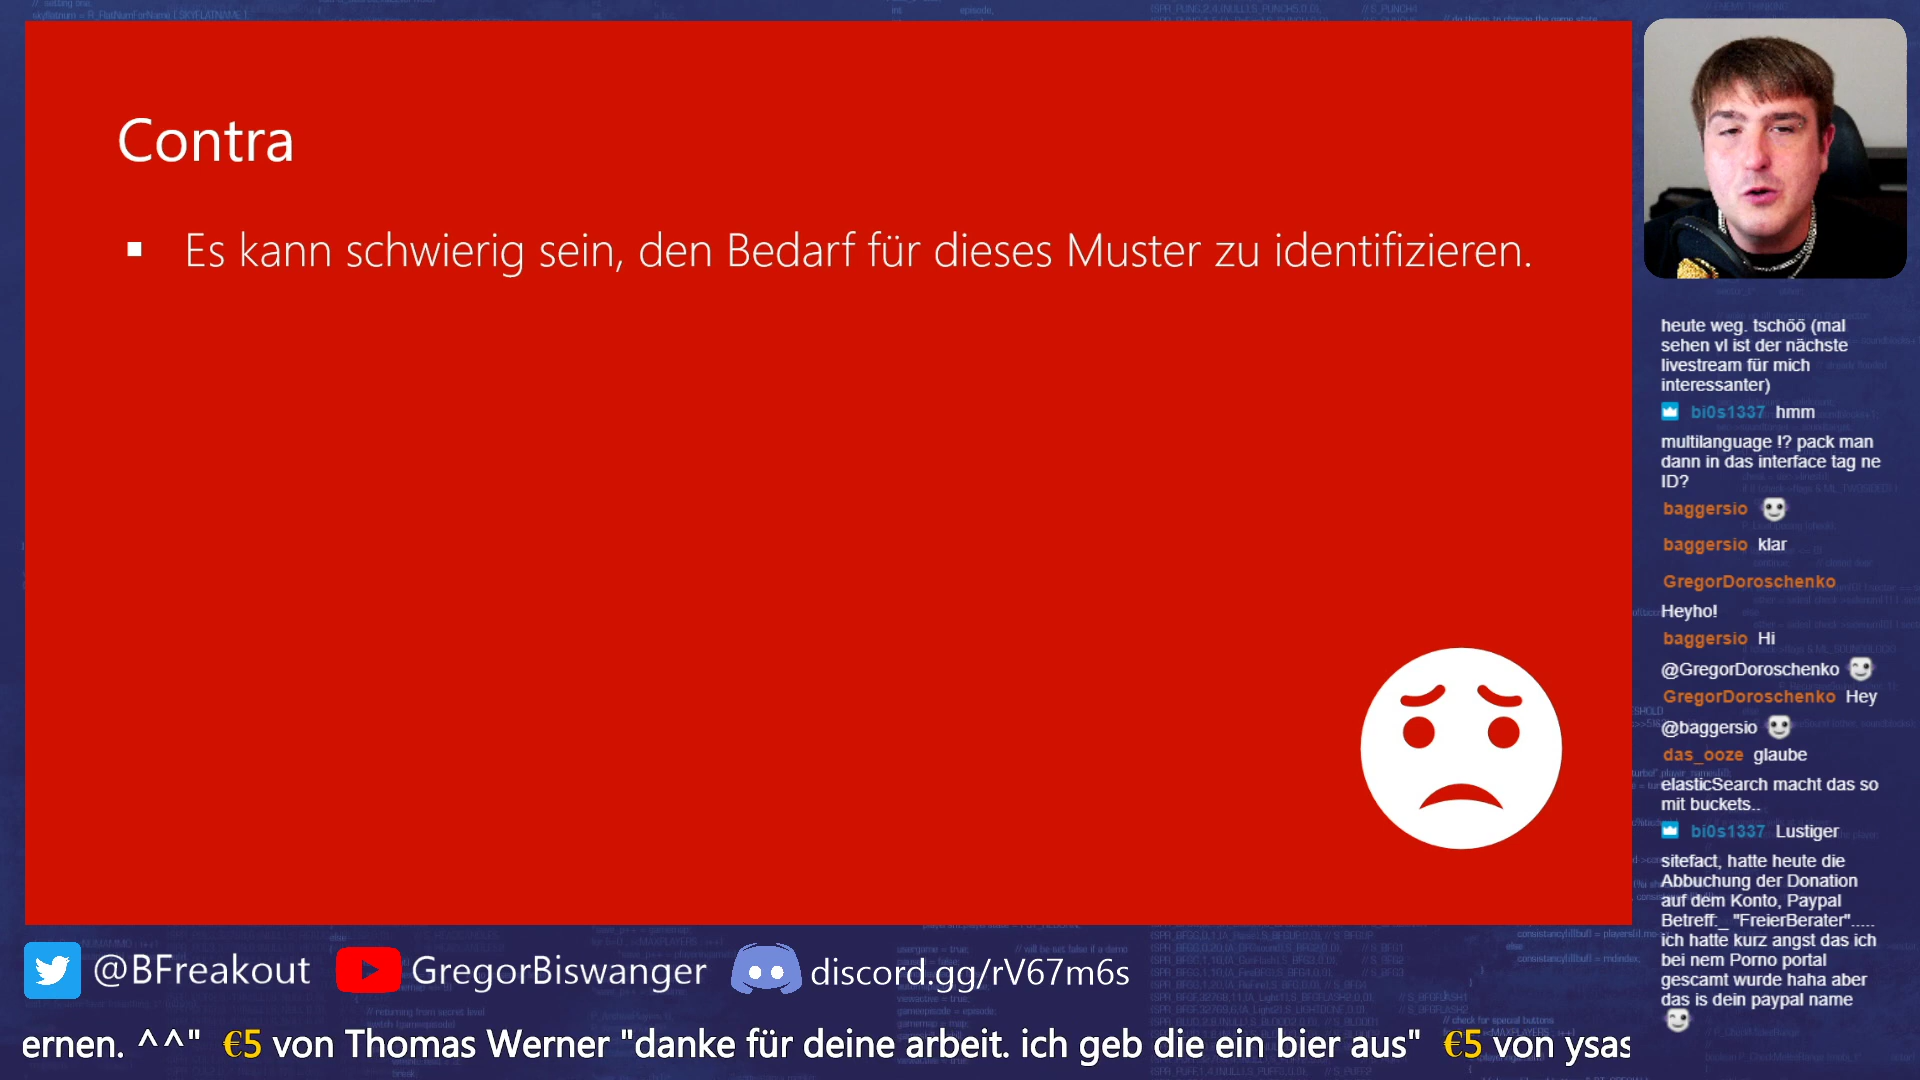 Contra
▪ Es kann schwierig sein, den Bedarf für dieses Muster zu identifizieren.
heute weg. tschöö (mal
sehen vl ist der nächste
livestream für mich
interessanter)
bi0s1337 hmm
multilanguage !? pack man
dann in das interface tag ne
ID?
baggersio
baggersio klar
GregorDoroschenko
Heyho!
baggersio Hi
@GregorDoroschenko
GregorDoroschenko Hey
@baggersio
das_ooze glaube
elasticSearch macht das so
mit buckets..
bi0s1337 Lustiger
sitefact, hatte heute die
Abbuchung der Donation
auf dem Konto, Paypal
Betreff:_ "FreierBerater".....
ich hatte kurz angst das ich
bei nem Porno portal
gescamt wurde haha aber
das is dein paypal name
@BFreakout GregorBiswanger discord.gg/rV67m6s
ernen. ^^" €5 von Thomas Werner "danke für deine arbeit. ich geb die ein bier aus" €5 von ysas